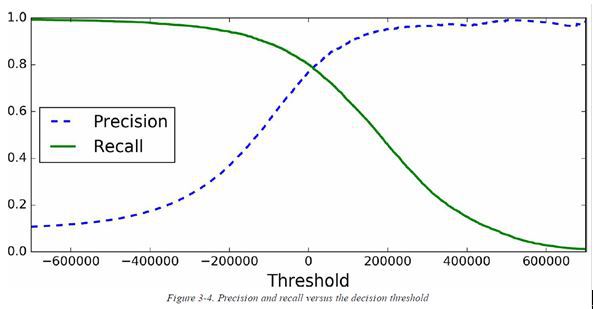 1.0
0.8
0.6
0.4
0.2
0.0
Precision
Recall
−600000 −400000 −200000 0 200000 400000 600000
Threshold
Figure 3-4. Precision and recall versus the decision threshold